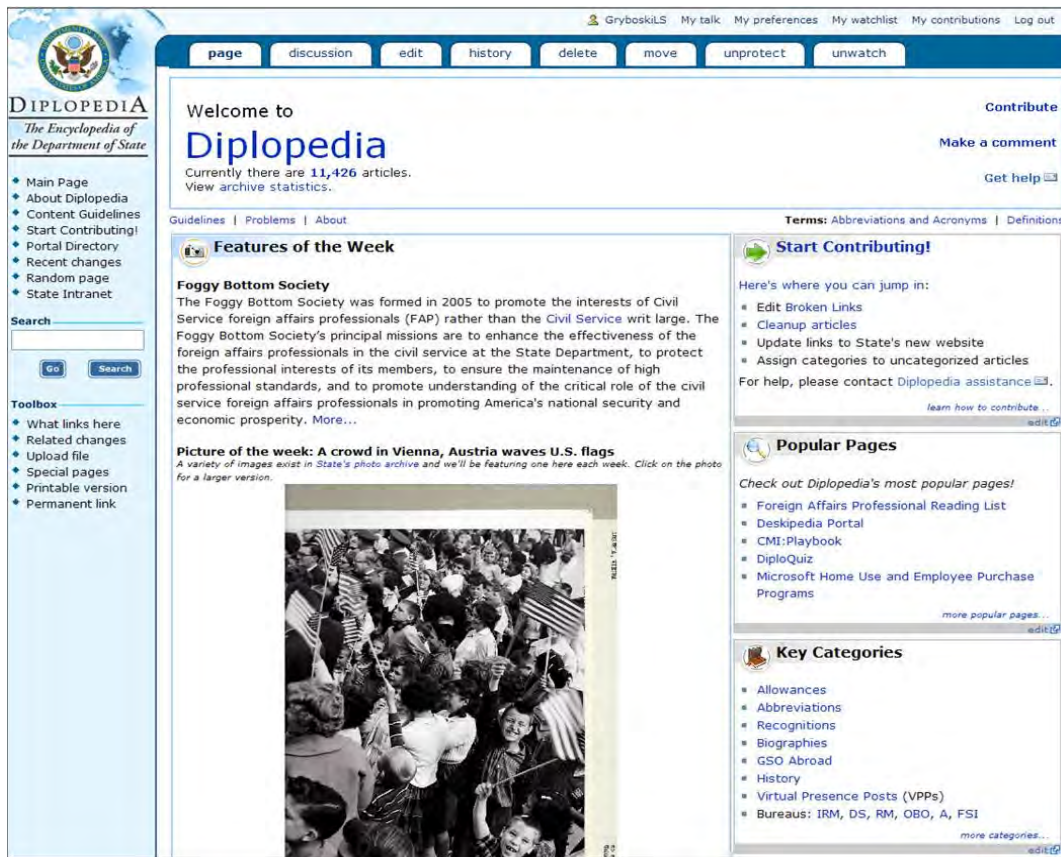 GryboskiLS My talk My preferences My watchlist My contributions Log out
page discussion edit history delete move unprotect unwatch
DIPLOPEDIA
The Encyclopedia of
the Department of State
Main Page
About Diplopedia
Content Guidelines
Start Contributing!
Portal Directory
Recent changes
Random page
State Intranet
Search
Go Search
Toolbox
What links here
Related changes
Upload file
Special pages
Printable version
Permanent link
Welcome to
Diplopedia
Currently there are 11,426 articles.
View archive statistics.
Contribute
Make a comment
Get help
Guidelines | Problems | About
Terms: Abbreviations and Acronyms | Definitions
Features of the Week
Foggy Bottom Society
The Foggy Bottom Society was formed in 2005 to promote the interests of Civil
Service foreign affairs professionals (FAP) rather than the Civil Service writ large. The
Foggy Bottom Society's principal missions are to enhance the effectiveness of the
foreign affairs professionals in the civil service at the State Department, to protect
the professional interests of its members, to ensure the maintenance of high
professional standards, and to promote understanding of the critical role of the civil
service foreign affairs professionals in promoting America's national security and
economic prosperity. More...
Picture of the week: A crowd in Vienna, Austria waves U.S. flags
A variety of images exist in State's photo archive and we'll be featuring one here each week. Click on the photo
for a larger version.
Start Contributing!
Here's where you can jump in:
Edit Broken Links
Cleanup articles
Update links to State's new website
Assign categories to uncategorized articles
For help, please contact Diplopedia assistance.
learn how to contribute...
edit
Popular Pages
Check out Diplopedia's most popular pages!
Foreign Affairs Professional Reading List
Deskipedia Portal
CMI:Playbook
DiploQuiz
Microsoft Home Use and Employee Purchase
Programs
more popular pages...
edit
Key Categories
Allowances
Abbreviations
Recognitions
Biographies
GSO Abroad
History
Virtual Presence Posts (VPPs)
Bureaus: IRM, DS, RM, OBO, A, FSI
more categories...
edit